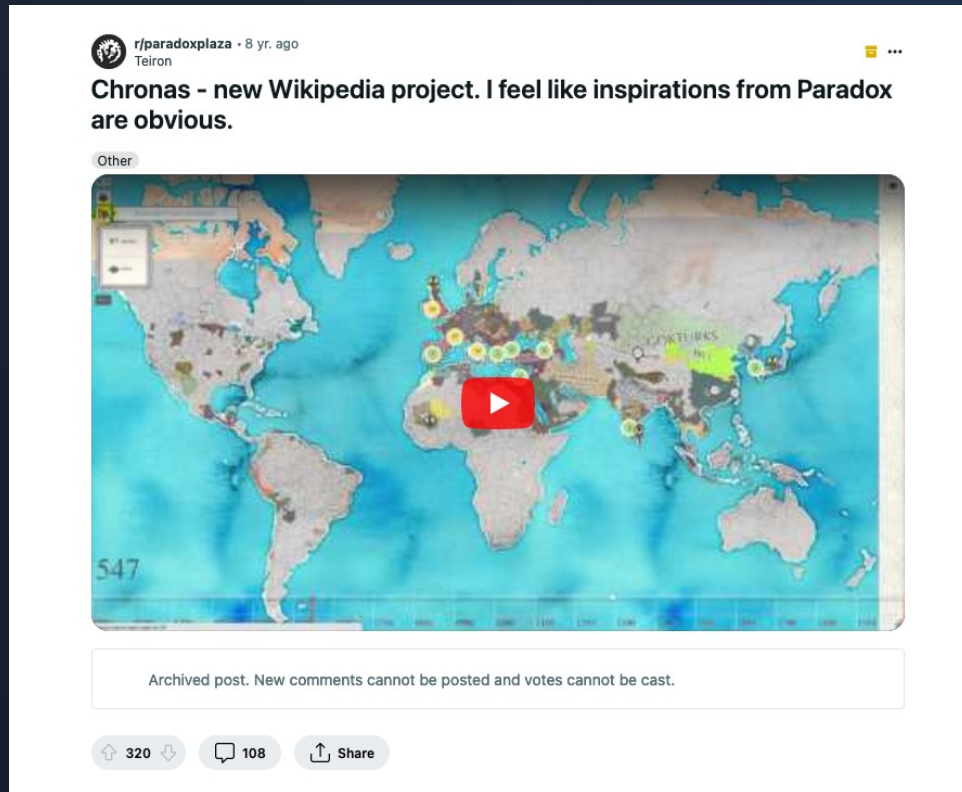 r/paradoxplaza • 8 yr. ago
Teiron
Chronas - new Wikipedia project. I feel like inspirations from Paradox
are obvious.
Other
GOKTURKS
547
Archived post. New comments cannot be posted and votes cannot be cast.
320
108
Share